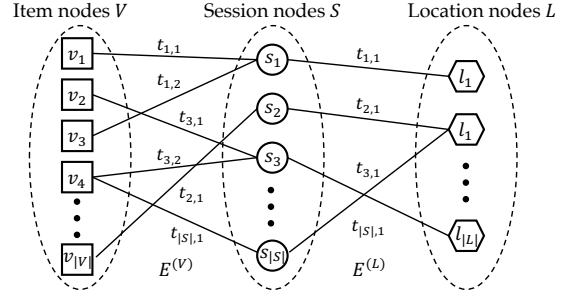 Item nodes V Session nodes S Location nodes L
v₁ t₁,₁ s₁ t₁,₁ l₁
t₁,₂
v₂ s₂ t₂,₁ l₁
t₃,₁
v₃
t₃,₂ s₃ t₃,₁
v₄
t₂,₁
t|S|,₁ t|S|,₁ l|L|
v|V| E⁽ⱽ⁾ s|S| E⁽ᴸ⁾